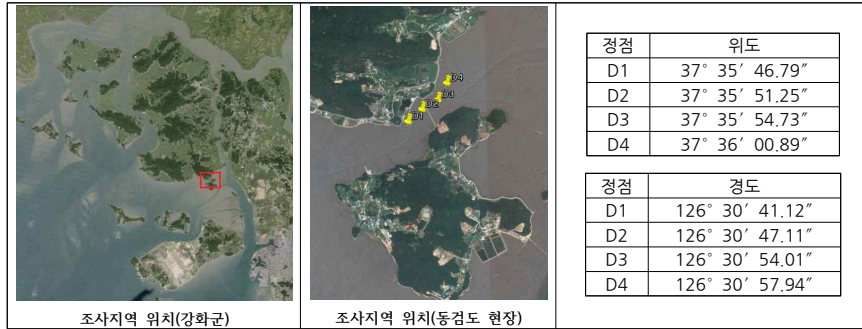 D4
D3
D2
D1
조사지역 위치(강화군)
조사지역 위치(동검도 현장)
정점 위도
D1 37° 35′ 46.79″
D2 37° 35′ 51.25″
D3 37° 35′ 54.73″
D4 37° 36′ 00.89″
정점 경도
D1 126° 30′ 41.12″
D2 126° 30′ 47.11″
D3 126° 30′ 54.01″
D4 126° 30′ 57.94″